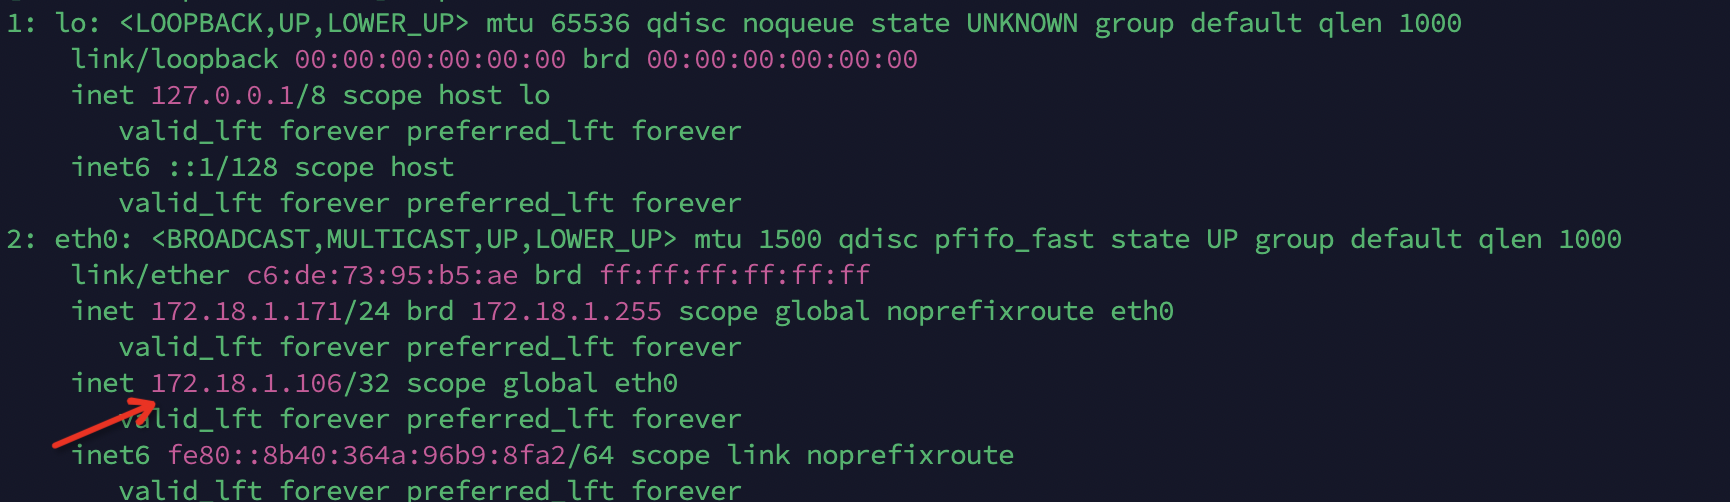 1: lo: <LOOPBACK,UP,LOWER_UP> mtu 65536 qdisc noqueue state UNKNOWN group default qlen 1000
link/loopback 00:00:00:00:00:00 brd 00:00:00:00:00:00
inet 127.0.0.1/8 scope host lo
valid_lft forever preferred_lft forever
inet6 ::1/128 scope host
valid_lft forever preferred_lft forever
2: eth0: <BROADCAST,MULTICAST,UP,LOWER_UP> mtu 1500 qdisc pfifo_fast state UP group default qlen 1000
link/ether c6:de:73:95:b5:ae brd ff:ff:ff:ff:ff:ff
inet 172.18.1.171/24 brd 172.18.1.255 scope global noprefixroute eth0
valid_lft forever preferred_lft forever
inet 172.18.1.106/32 scope global eth0
valid_lft forever preferred_lft forever
inet6 fe80::8b40:364a:96b9:8fa2/64 scope link noprefixroute
valid_lft forever preferred_lft forever